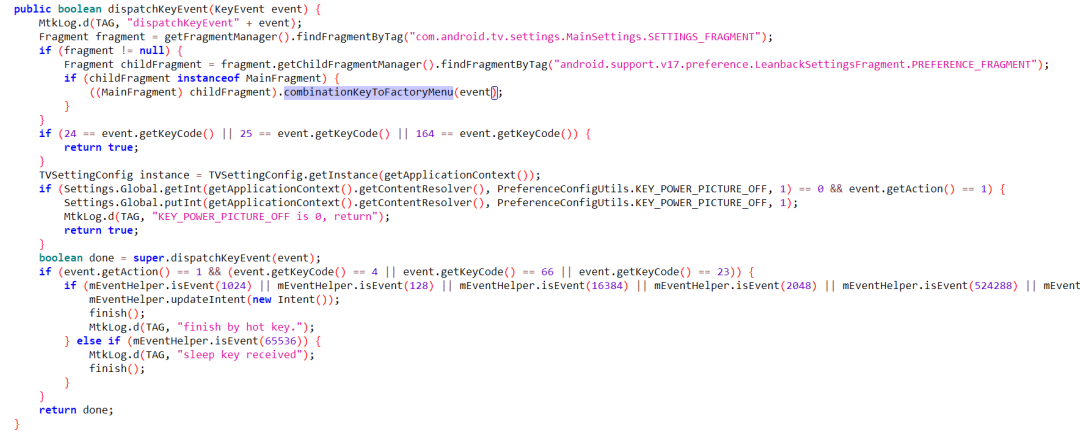 public boolean dispatchKeyEvent(KeyEvent event) {
    MtkLog.d(TAG, "dispatchKeyEvent" + event);
    Fragment fragment = getFragmentManager().findFragmentByTag("com.android.tv.settings.MainSettings.SETTINGS_FRAGMENT");
    if (fragment != null) {
        Fragment childFragment = fragment.getChildFragmentManager().findFragmentByTag("android.support.v17.preference.LeanbackSettingsFragment.PREFERENCE_FRAGMENT");
        if (childFragment instanceof MainFragment) {
            ((MainFragment) childFragment).combinationKeyToFactoryMenu(event);
        }
    }
    if (24 == event.getKeyCode() || 25 == event.getKeyCode() || 164 == event.getKeyCode()) {
        return true;
    }
    TVSettingConfig instance = TVSettingConfig.getInstance(getApplicationContext());
    if (Settings.Global.getInt(getApplicationContext().getContentResolver(), PreferenceConfigUtils.KEY_POWER_PICTURE_OFF, 1) == 0 && event.getAction() == 1) {
        Settings.Global.putInt(getApplicationContext().getContentResolver(), PreferenceConfigUtils.KEY_POWER_PICTURE_OFF, 1);
        MtkLog.d(TAG, "KEY_POWER_PICTURE_OFF is 0, return");
        return true;
    }
    boolean done = super.dispatchKeyEvent(event);
    if (event.getAction() == 1 && (event.getKeyCode() == 4 || event.getKeyCode() == 66 || event.getKeyCode() == 23)) {
        if (mEventHelper.isEvent(1024) || mEventHelper.isEvent(128) || mEventHelper.isEvent(16384) || mEventHelper.isEvent(2048) || mEventHelper.isEvent(524288) || mEvent
            mEventHelper.updateIntent(new Intent());
            finish();
            MtkLog.d(TAG, "finish by hot key.");
        } else if (mEventHelper.isEvent(65536)) {
            MtkLog.d(TAG, "sleep key received");
            finish();
        }
    }
    return done;
}